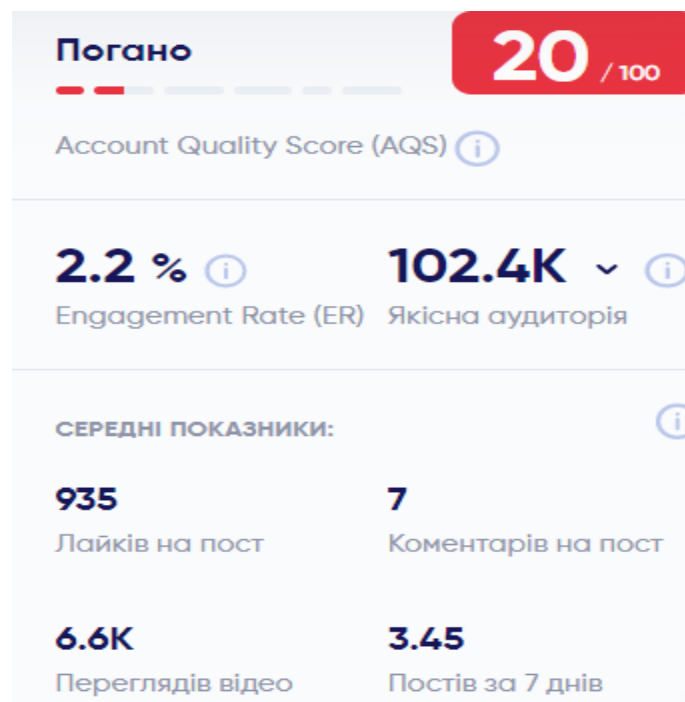 Погано
20 / 100
Account Quality Score (AQS) i
2.2 % i 102.4K i
Engagement Rate (ER) Якісна аудиторія
СЕРЕДНІ ПОКАЗНИКИ: i
935 7
Лайків на пост Коментарів на пост
6.6K 3.45
Переглядів відео Постів за 7 днів